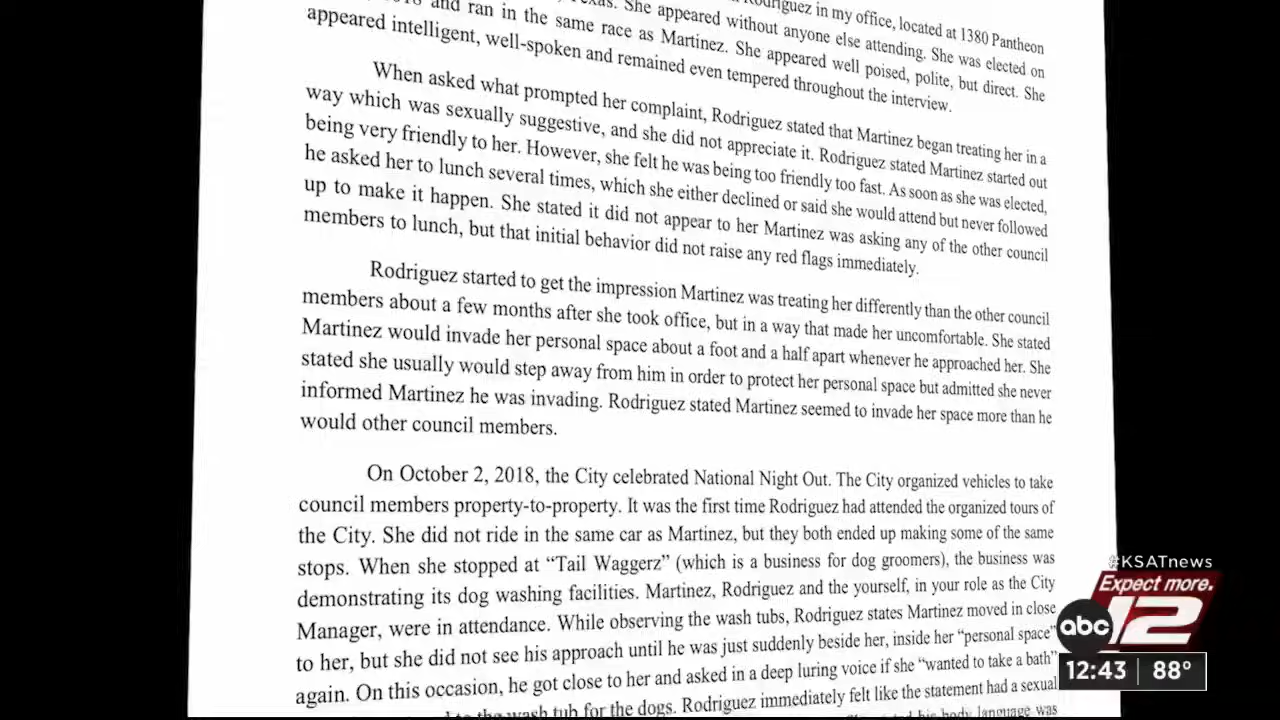 Texas. She appeared without anyone else attending. She was elected on
Rodriguez in my office, located at 1380 Pantheon
and ran in the same race as Martinez. She appeared well poised, polite, but direct. She
appeared intelligent, well-spoken and remained even tempered throughout the interview.
When asked what prompted her complaint, Rodriguez stated that Martinez began treating her in a
way which was sexually suggestive, and she did not appreciate it. Rodriguez stated Martinez started out
being very friendly to her. However, she felt he was being too friendly too fast. As soon as she was elected,
he asked her to lunch several times, which she either declined or said she would attend but never followed
up to make it happen. She stated it did not appear to her Martinez was asking any of the other council
members to lunch, but that initial behavior did not raise any red flags immediately.
Rodriguez started to get the impression Martinez was treating her differently than the other council
members about a few months after she took office, but in a way that made her uncomfortable. She stated
Martinez would invade her personal space about a foot and a half apart whenever he approached her. She
stated she usually would step away from him in order to protect her personal space but admitted she never
informed Martinez he was invading. Rodriguez stated Martinez seemed to invade her space more than he
would other council members.
On October 2, 2018, the City celebrated National Night Out. The City organized vehicles to take
council members property-to-property. It was the first time Rodriguez had attended the organized tours of
the City. She did not ride in the same car as Martinez, but they both ended up making some of the same
stops. When she stopped at “Tail Waggerz” (which is a business for dog groomers), the business was
demonstrating its dog washing facilities. Martinez, Rodriguez and the yourself, in your role as the City
Manager, were in attendance. While observing the wash tubs, Rodriguez states Martinez moved in close
to her, but she did not see his approach until he was just suddenly beside her, inside her “personal space”
again. On this occasion, he got close to her and asked in a deep luring voice if she “wanted to take a bath”
the wash tub for the dogs. Rodriguez immediately felt like the statement had a sexual
his body language was
#KSATnews
Expect more.
abc 12
12:43 88°